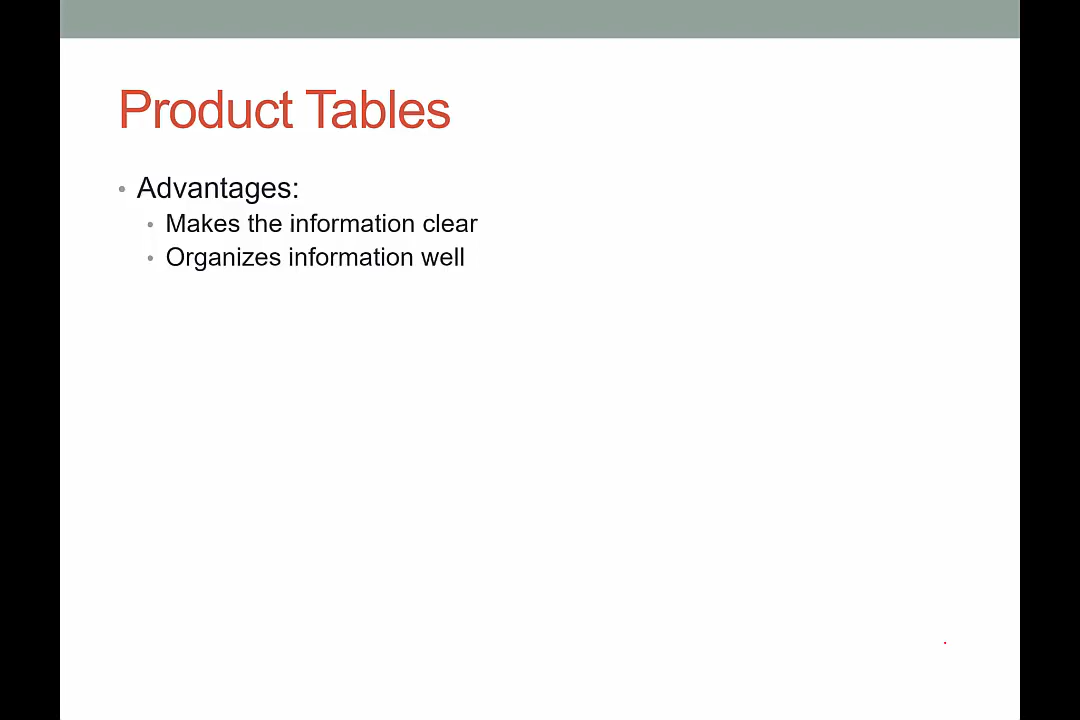 Product Tables
• Advantages:
• Makes the information clear
• Organizes information well